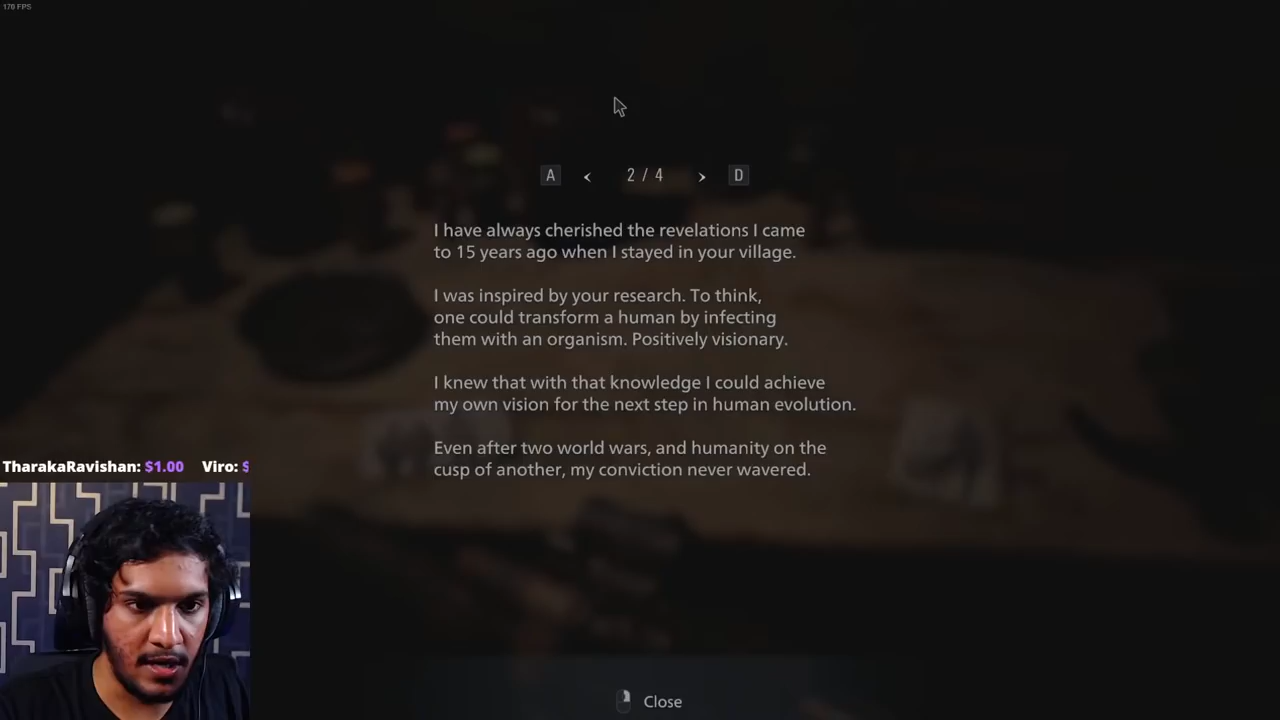 170 FPS
A < 2 / 4 > D
I have always cherished the revelations I came
to 15 years ago when I stayed in your village.
I was inspired by your research. To think,
one could transform a human by infecting
them with an organism. Positively visionary.
I knew that with that knowledge I could achieve
my own vision for the next step in human evolution.
Even after two world wars, and humanity on the
cusp of another, my conviction never wavered.
TharakaRavishan: $1.00 Viro: $
Close